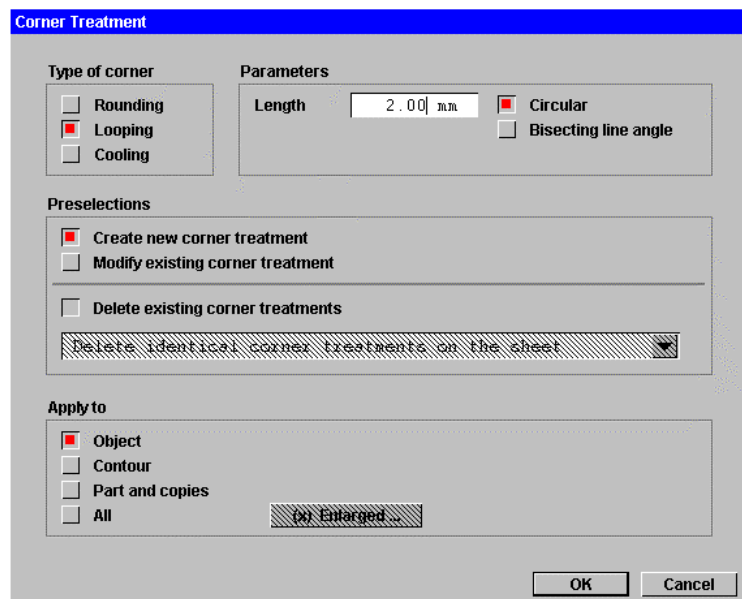 Corner Treatment
Type of corner
Rounding
Looping
Cooling
Parameters
Length 2.00 mm
Circular
Bisecting line angle
Preselections
Create new corner treatment
Modify existing corner treatment
Delete existing corner treatments
Delete identical corner treatments on the sheet
Apply to
Object
Contour
Part and copies
All
(x) Enlarged ...
OK Cancel